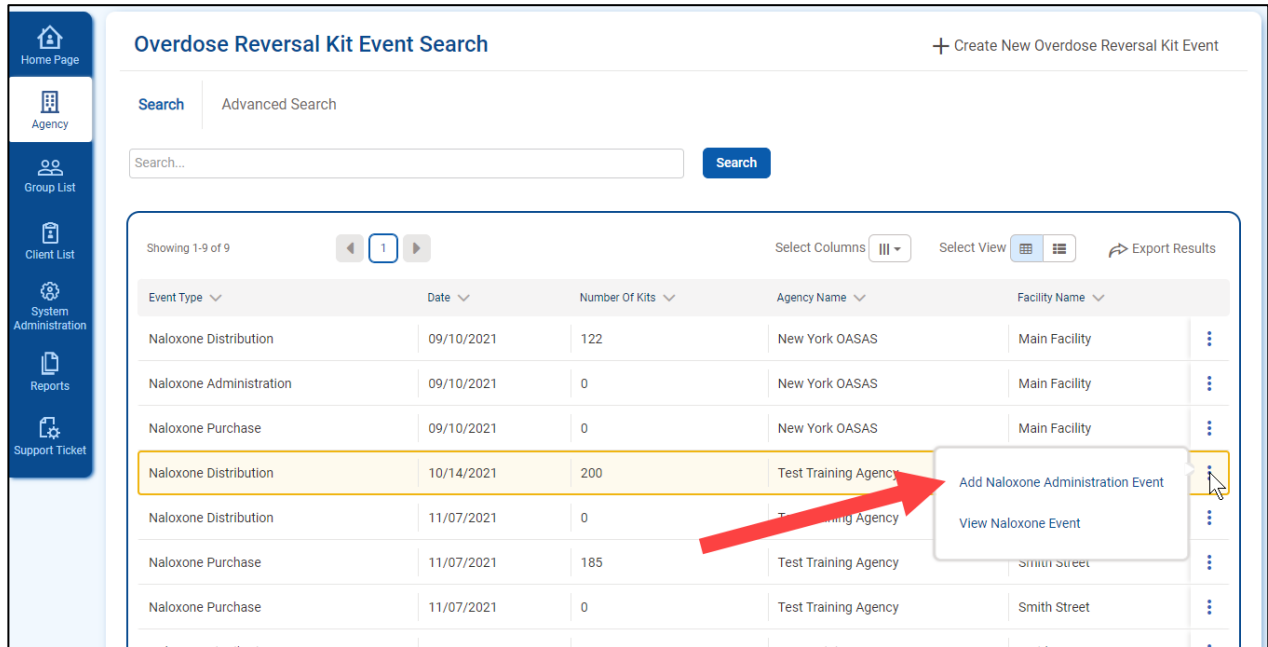 Home Page
Agency
Group List
Client List
System
Administration
Reports
Support Ticket
Overdose Reversal Kit Event Search
Create New Overdose Reversal Kit Event
Search Advanced Search
Search... Search
Showing 1-9 of 9 1 Select Columns Select View Export Results
Event Type Date Number Of Kits Agency Name Facility Name
Naloxone Distribution 09/10/2021 122 New York OASAS Main Facility
Naloxone Administration 09/10/2021 0 New York OASAS Main Facility
Naloxone Purchase 09/10/2021 0 New York OASAS Main Facility
Naloxone Distribution 10/14/2021 200 Test Training Agency
Add Naloxone Administration Event
View Naloxone Event
Naloxone Distribution 11/07/2021 0 Agency
Naloxone Purchase 11/07/2021 185 Test Training Agency Smith Street
Naloxone Purchase 11/07/2021 0 Test Training Agency Smith Street